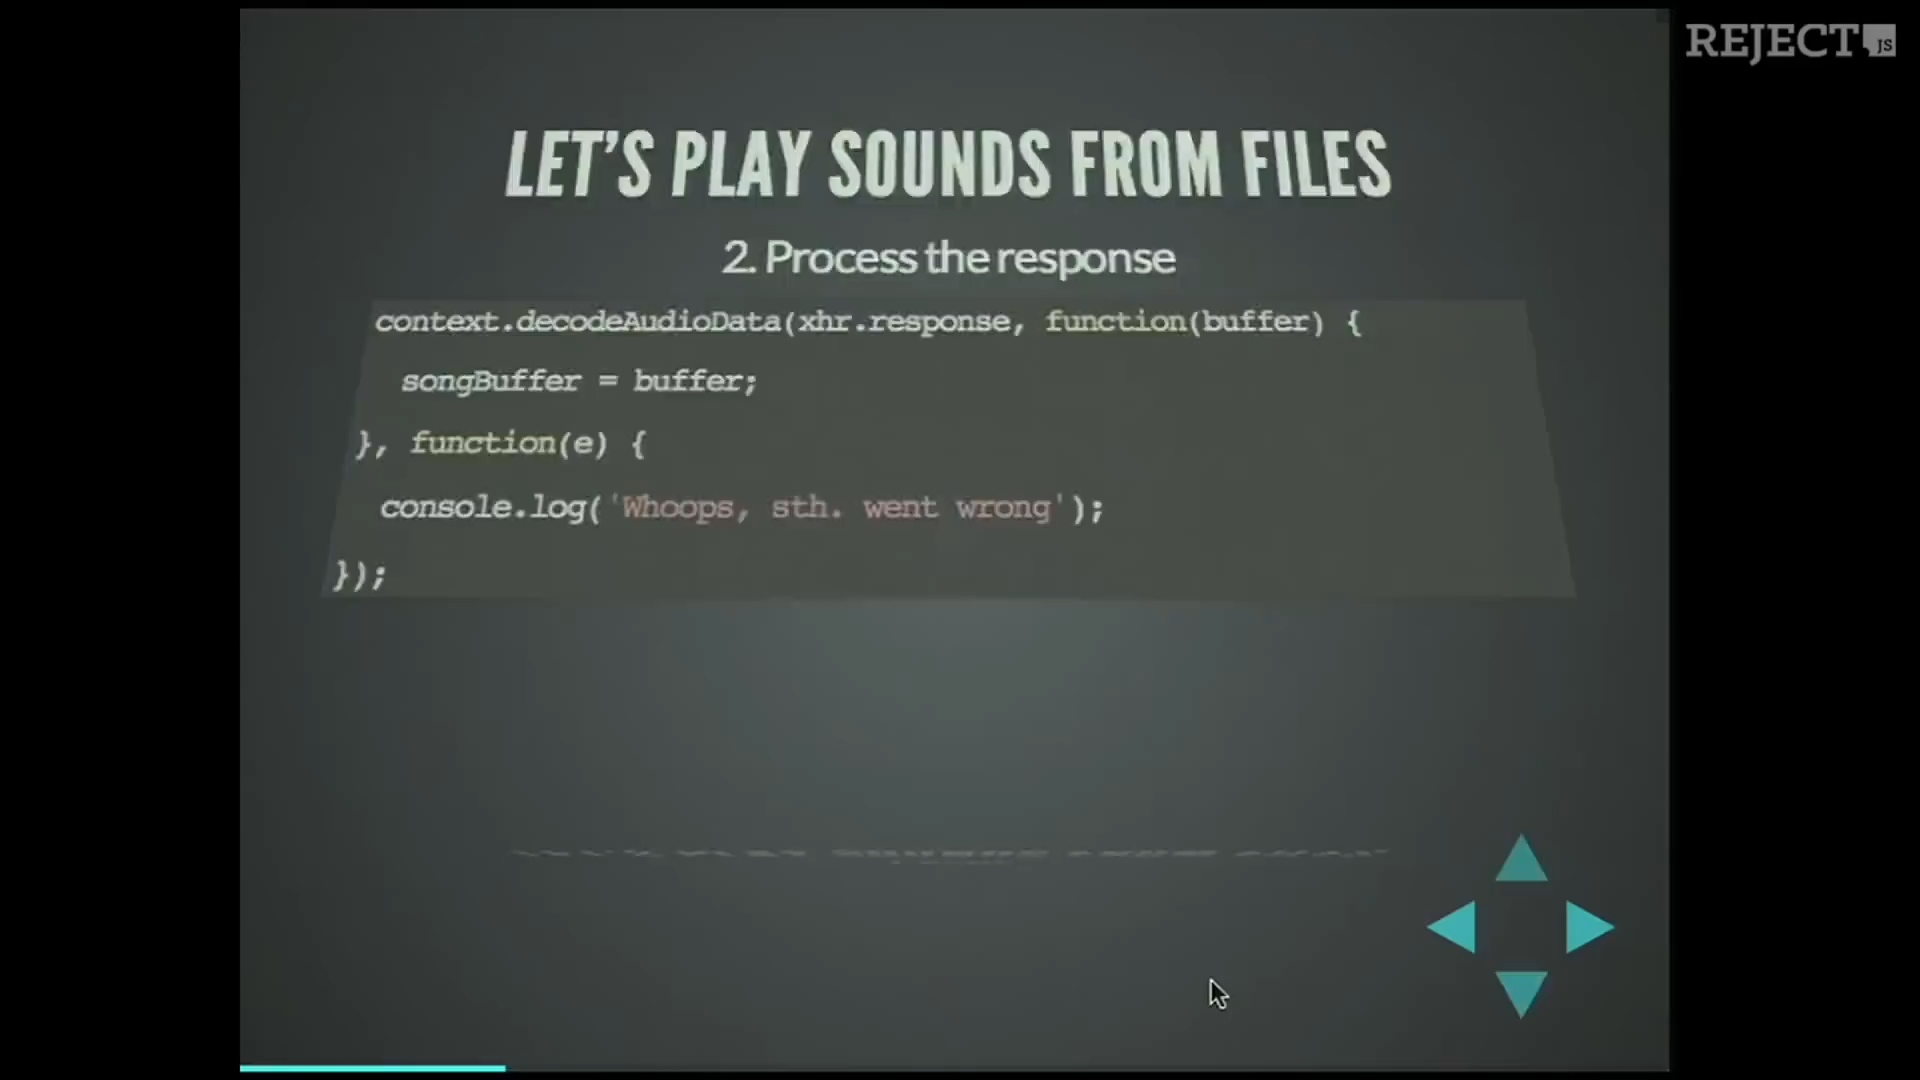 REJECT JS
LET'S PLAY SOUNDS FROM FILES
2. Process the response
context.decodeAudioData(xhr.response, function(buffer) {
songBuffer = buffer;
}, function(e) {
console.log('Whoops, sth. went wrong');
});